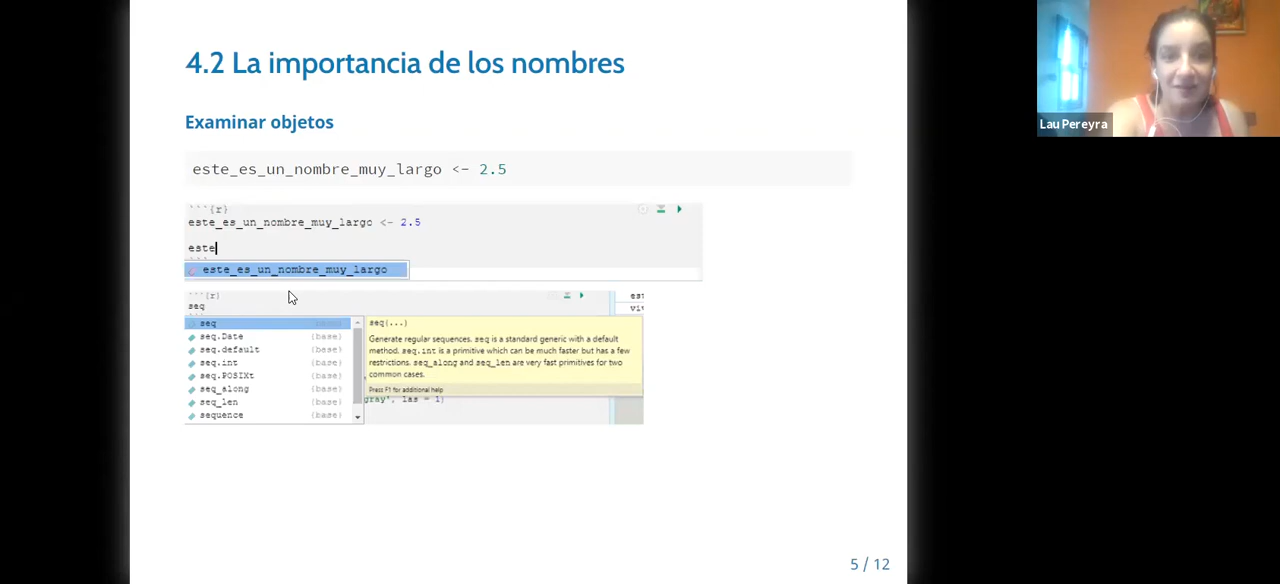 4.2 La importancia de los nombres
Lau Pereyra
Examinar objetos
este_es_un_nombre_muy_largo <- 2.5
```{r}
este_es_un_nombre_muy_largo <- 2.5
este
este_es_un_nombre_muy_largo
```{r}
seq
seq {base}
seq.Date {base}
seq.default {base}
seq.int {base}
seq.POSIXt {base}
seq_along {base}
seq_len {base}
sequence {base}
seq(...)
Generate regular sequences. seq is a standard generic with a default
method. seq.int is a primitive which can be much faster but has a few
restrictions. seq_along and seq_len are very fast primitives for two
common cases.
Press F1 for additional help
gray", las = 1)
5 / 12